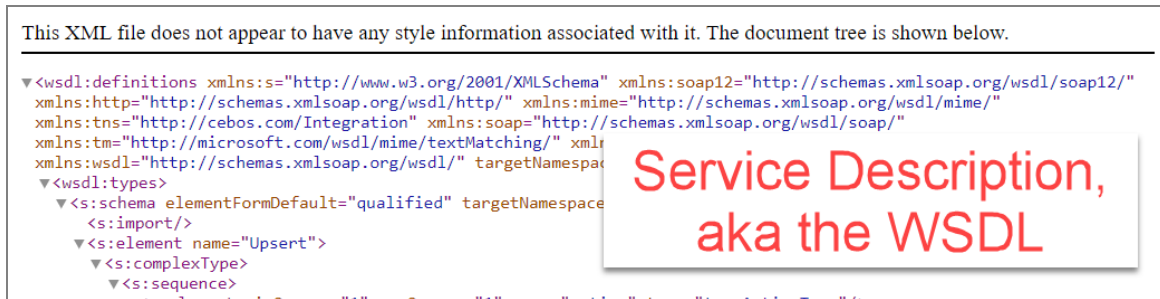 This XML file does not appear to have any style information associated with it. The document tree is shown below.
▼<wsdl:definitions xmlns:s="http://www.w3.org/2001/XMLSchema" xmlns:soap12="http://schemas.xmlsoap.org/wsdl/soap12/"
xmlns:http="http://schemas.xmlsoap.org/wsdl/http/" xmlns:mime="http://schemas.xmlsoap.org/wsdl/mime/"
xmlns:tns="http://cebos.com/Integration" xmlns:soap="http://schemas.xmlsoap.org/wsdl/soap/"
xmlns:tm="http://microsoft.com/wsdl/mime/textMatching/"
xmlns:wsdl="http://schemas.xmlsoap.org/wsdl/"
▼<wsdl:types>
▼<s:schema elementFormDefault="qualified" targetNamespace
<s:import/>
▼<s:element name="Upsert">
▼<s:complexType>
▼<s:sequence>
Service Description,
aka the WSDL